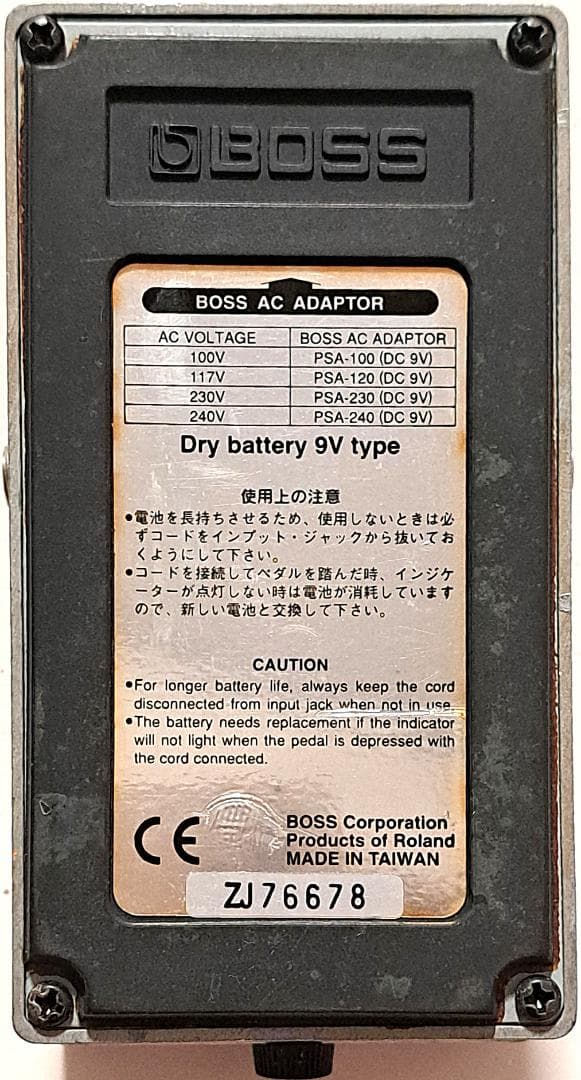 BOSS
BOSS AC ADAPTOR
AC VOLTAGE BOSS AC ADAPTOR
100V PSA-100 (DC 9V)
117V PSA-120 (DC 9V)
230V PSA-230 (DC 9V)
240V PSA-240 (DC 9V)
Dry battery 9V type
使用上の注意
●電池を長持ちさせるため、使用しないときは必
ずコードをインプット・ジャックから抜いてお
くようにして下さい。
●コードを接続してペダルを踏んだ時、インジケ
ーターが点灯しない時は電池が消耗しています
ので、新しい電池と交換して下さい。
CAUTION
●For longer battery life, always keep the cord
disconnected from input jack when not in use.
●The battery needs replacement if the indicator
will not light when the pedal is depressed with
the cord connected.
CE
BOSS Corporation
Products of Roland
MADE IN TAIWAN
ZJ76678